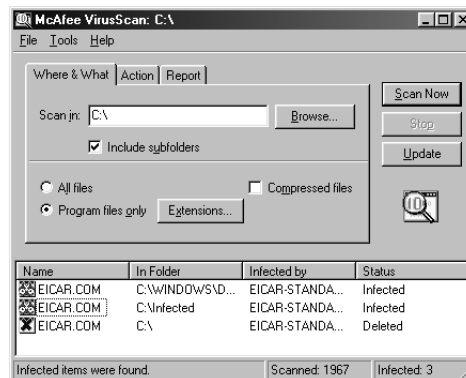 McAfee VirusScan: C:\
File Tools Help
Where & What Action Report
Scan in: C:\ Browse...
Include subfolders
All files Compressed files
Program files only Extensions...
Scan Now
Stop
Update
Name In Folder Infected by Status
EICAR.COM C:\WINDOWS\D... EICAR-STANDA... Infected
EICAR.COM C:\Infected EICAR-STANDA... Infected
EICAR.COM C:\ EICAR-STANDA... Deleted
Infected items were found. Scanned: 1967 Infected: 3